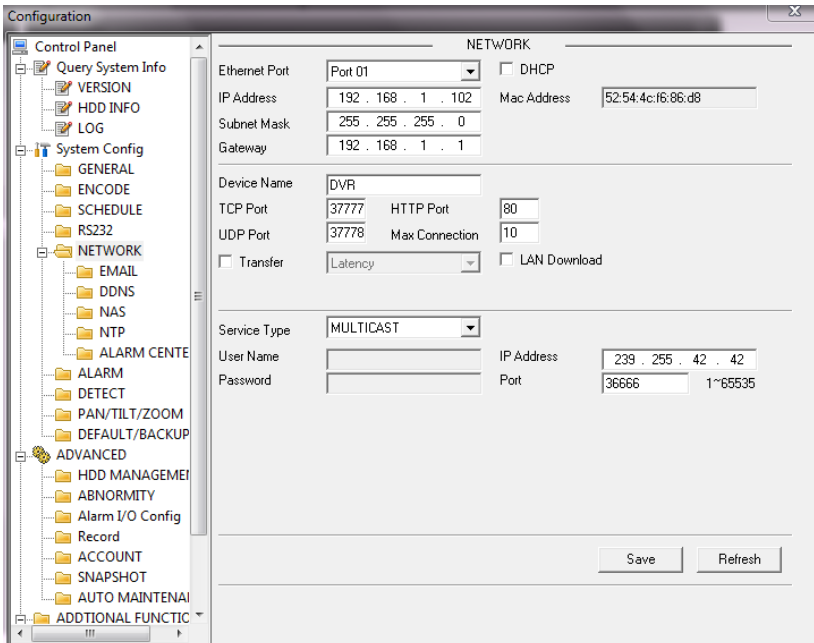 Configuration
Control Panel
Query System Info
VERSION
HDD INFO
LOG
System Config
GENERAL
ENCODE
SCHEDULE
RS232
NETWORK
EMAIL
DDNS
NAS
NTP
ALARM CENTE
ALARM
DETECT
PAN/TILT/ZOOM
DEFAULT/BACKUP
ADVANCED
HDD MANAGEMEI
ABNORMITY
Alarm I/O Config
Record
ACCOUNT
SNAPSHOT
AUTO MAINTENAI
ADDTIONAL FUNCTIC
NETWORK
Ethernet Port Port 01 DHCP
IP Address 192 . 168 . 1 . 102 Mac Address 52:54:4c:f6:86:d8
Subnet Mask 255 . 255 . 255 . 0
Gateway 192 . 168 . 1 . 1
Device Name DVR
TCP Port 37777 HTTP Port 80
UDP Port 37778 Max Connection 10
Transfer Latency LAN Download
Service Type MULTICAST
User Name IP Address 239 . 255 . 42 . 42
Password Port 36666 1~65535
Save Refresh